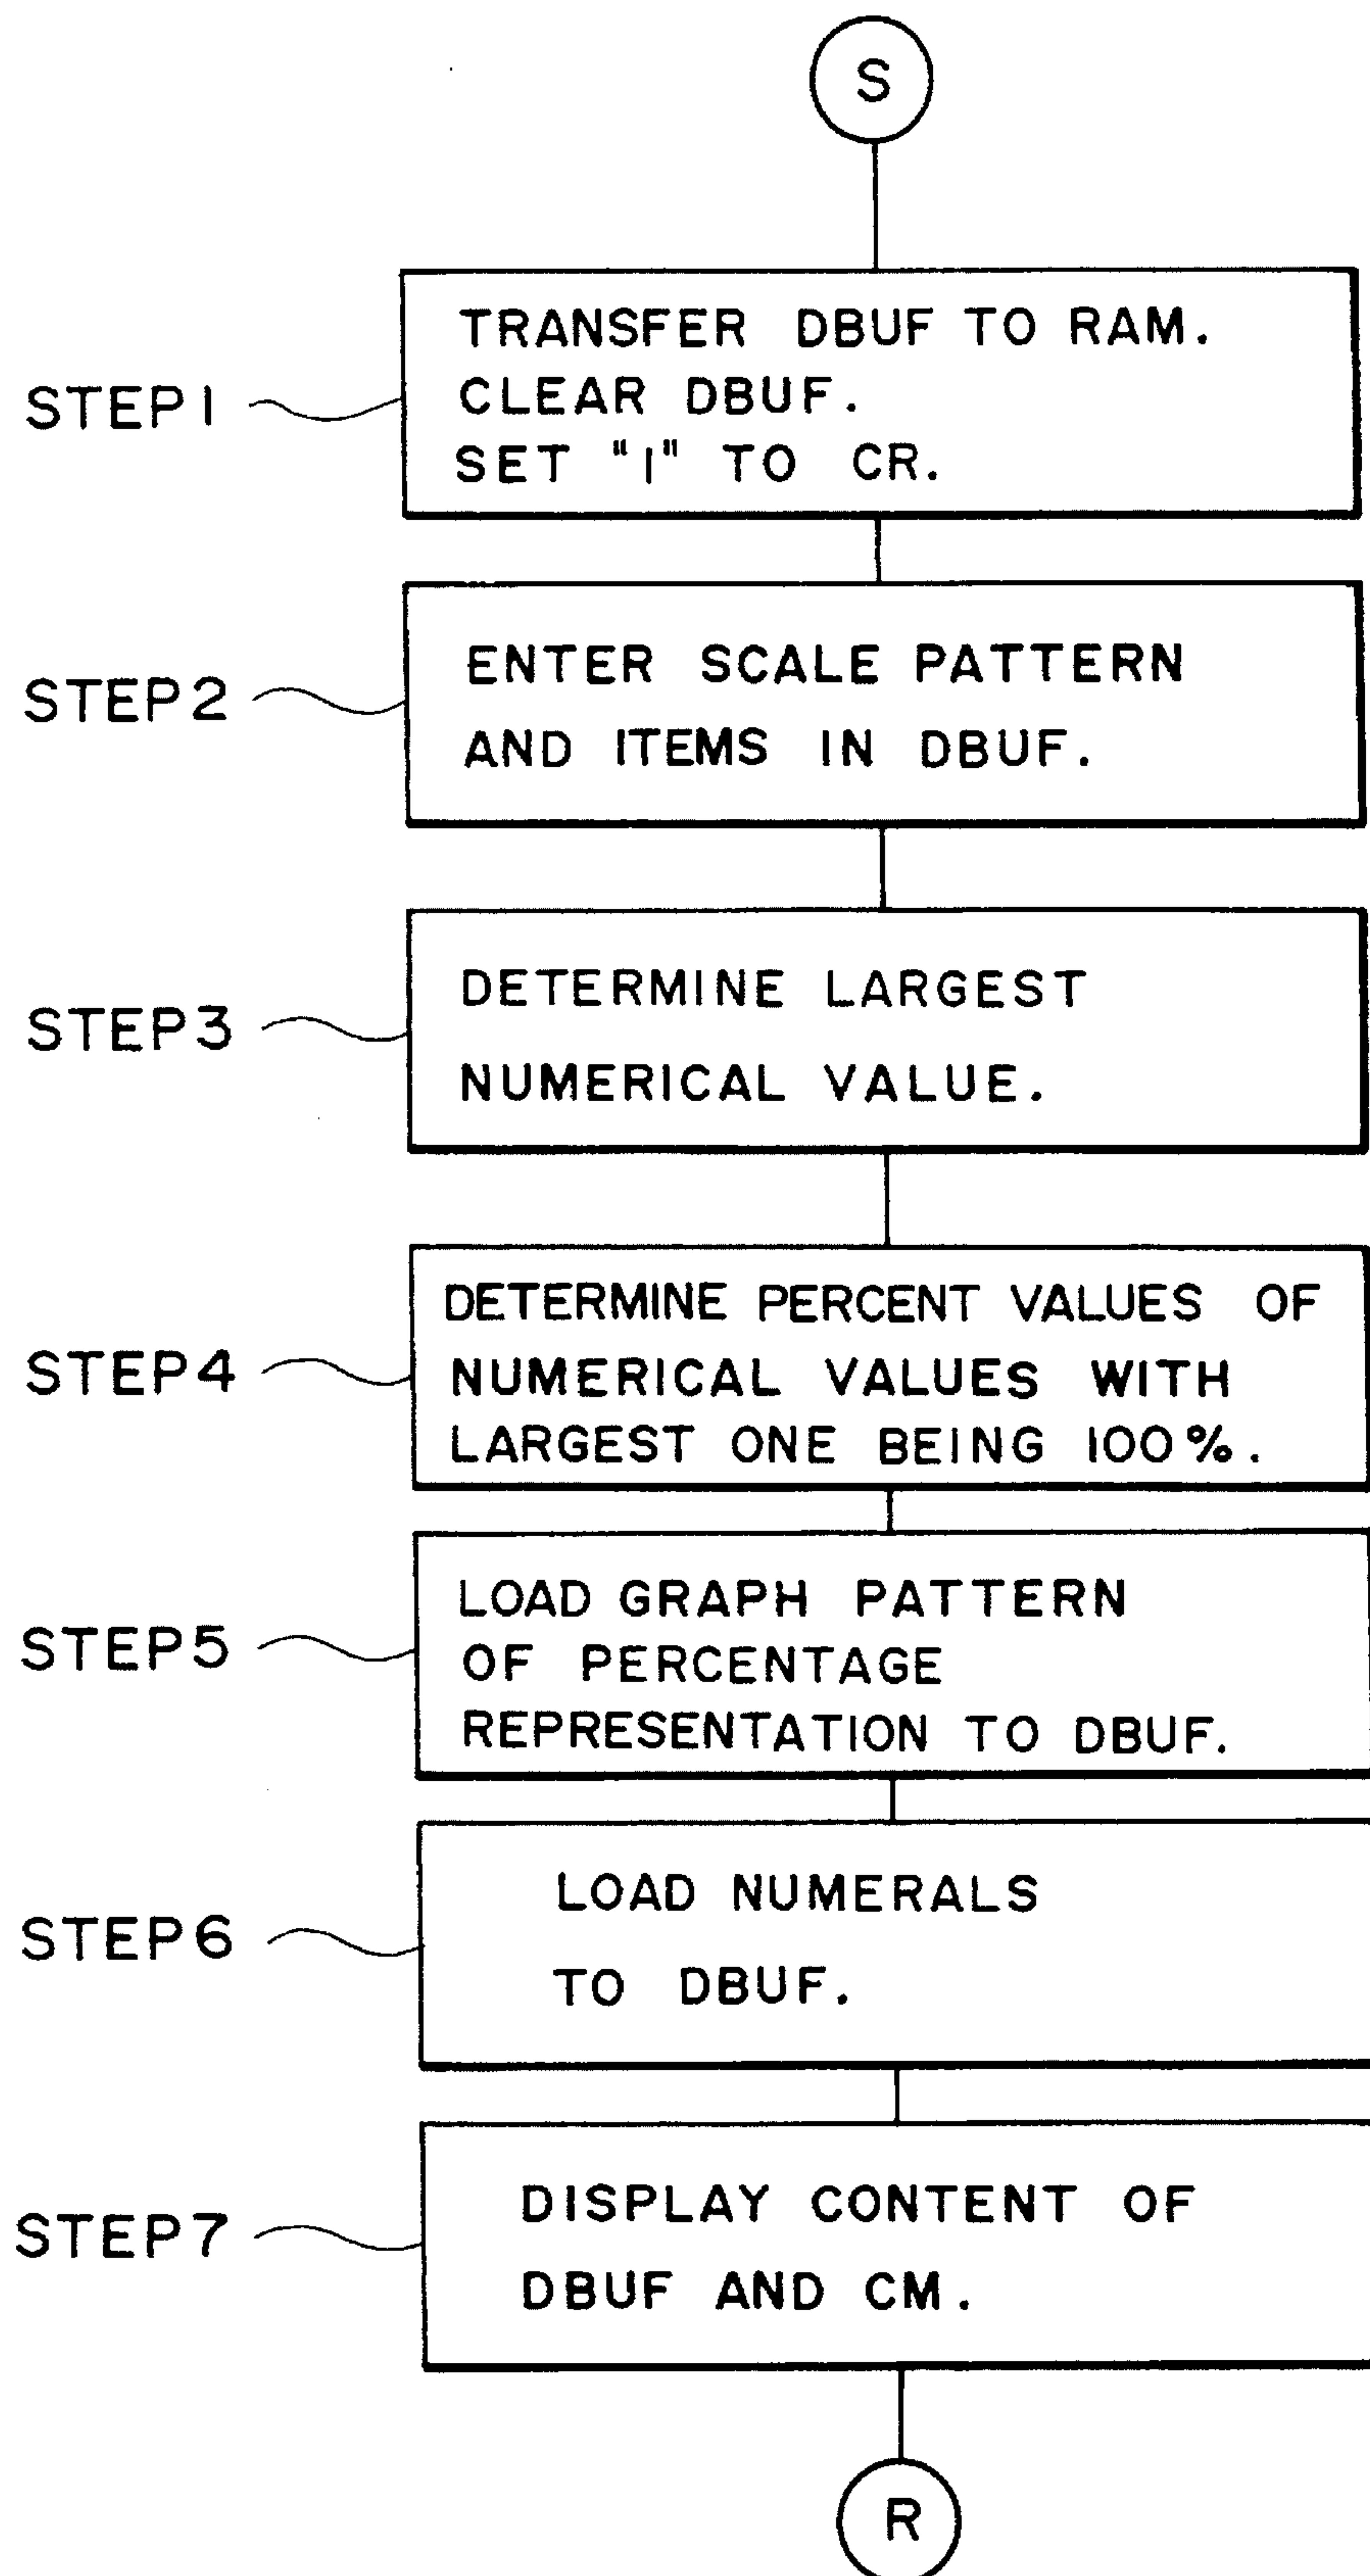 S
STEP1
TRANSFER DBUF TO RAM.
CLEAR DBUF.
SET "1" TO CR.
STEP2
ENTER SCALE PATTERN
AND ITEMS IN DBUF.
STEP3
DETERMINE LARGEST
NUMERICAL VALUE.
STEP4
DETERMINE PERCENT VALUES OF
NUMERICAL VALUES WITH
LARGEST ONE BEING 100%.
STEP5
LOAD GRAPH PATTERN
OF PERCENTAGE
REPRESENTATION TO DBUF.
STEP6
LOAD NUMERALS
TO DBUF.
STEP7
DISPLAY CONTENT OF
DBUF AND CM.
R